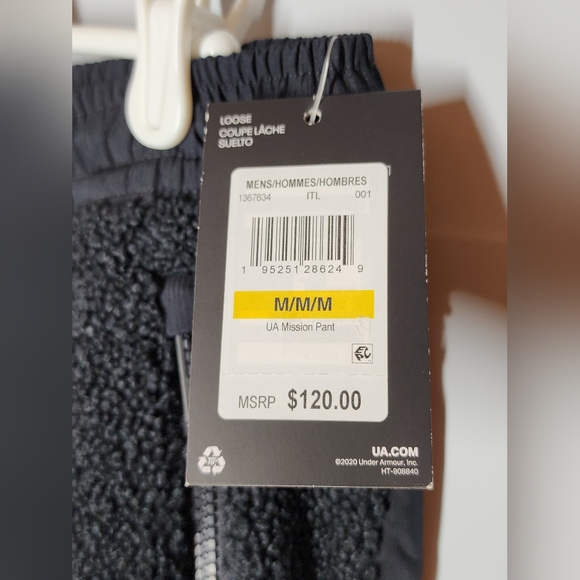 LOOSE
COUPE LÂCHE
SUELTO
MENS/HOMMES/HOMBRES
1367634 ITL 001
1 95251 28624 9
M/M/M
UA Mission Pant
MSRP $120.00
UA.COM
©2020 Under Armour, Inc.
HT-808840